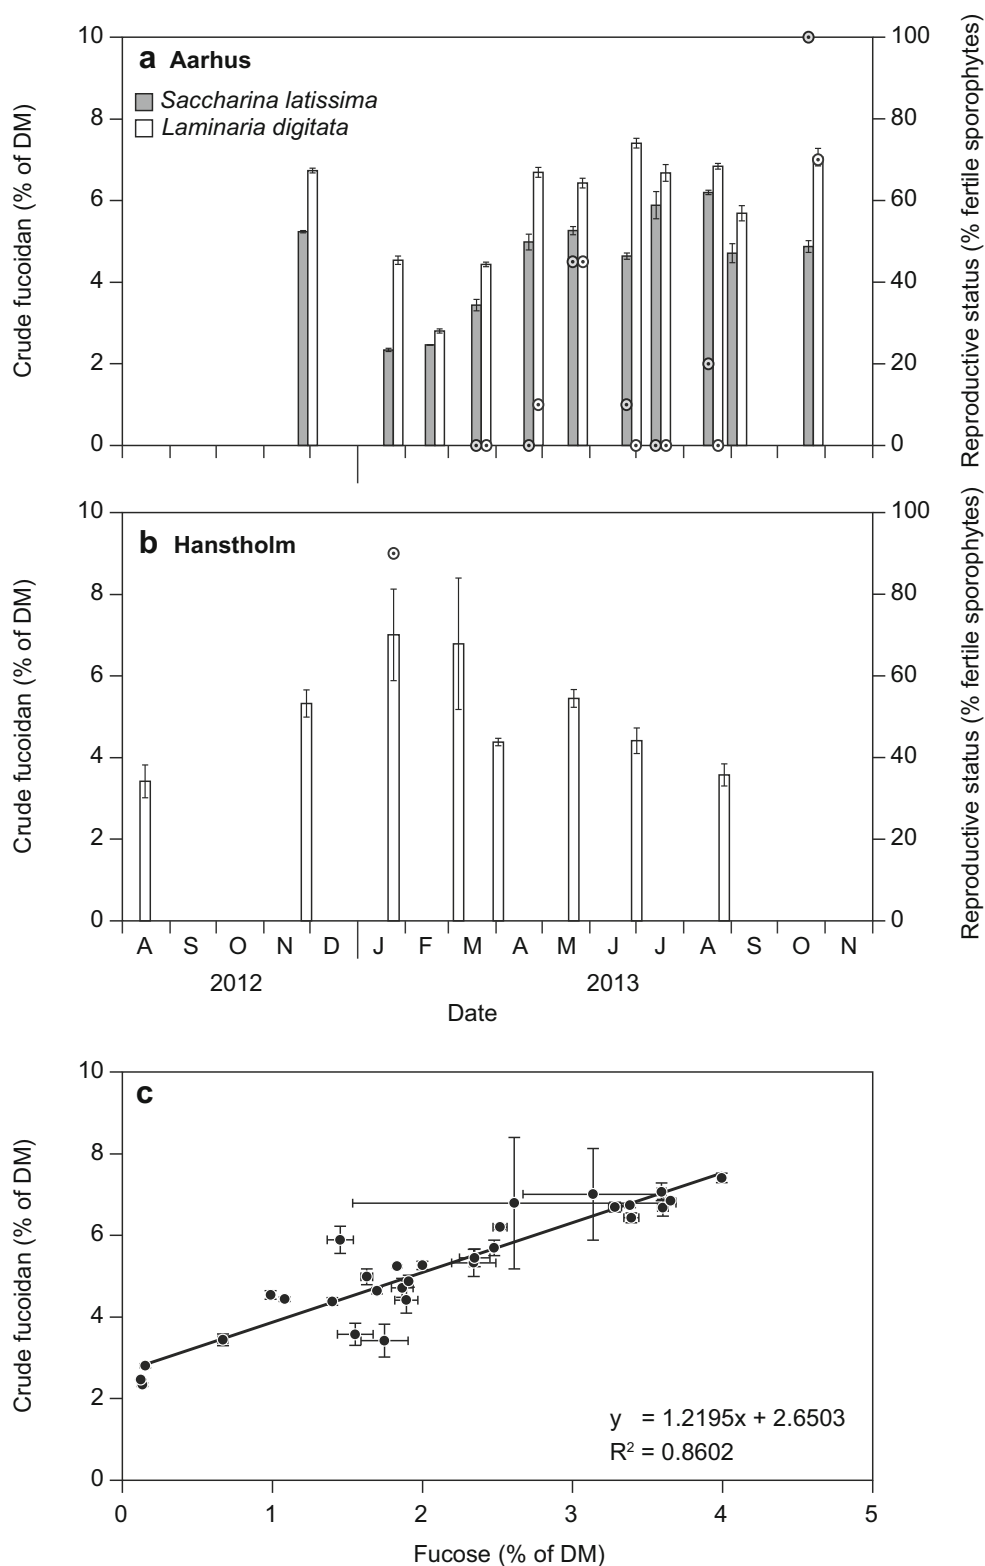 a Aarhus
Saccharina latissima
Laminaria digitata
Crude fucoidan (% of DM)
10
8
6
4
2
0
Reproductive status (% fertile sporophytes)
100
80
60
40
20
0
b Hanstholm
Crude fucoidan (% of DM)
10
8
6
4
2
0
Reproductive status (% fertile sporophytes)
100
80
60
40
20
0
A S O N D J F M A M J J A S O N
2012 2013
Date
c
Crude fucoidan (% of DM)
10
8
6
4
2
0
y = 1.2195x + 2.6503
R² = 0.8602
0 1 2 3 4 5
Fucose (% of DM)